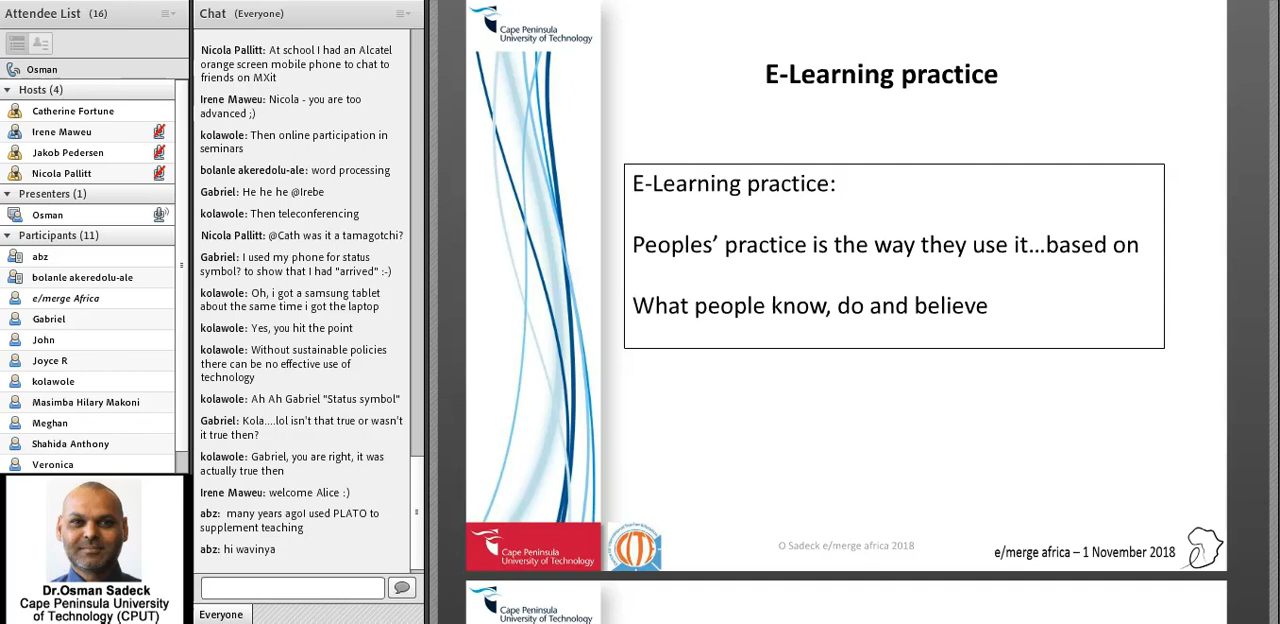 Attendee List (16)
Osman
Hosts (4)
Catherine Fortune
Irene Maweu
Jakob Pedersen
Nicola Pallitt
Presenters (1)
Osman
Participants (11)
abz
bolanle akeredolu-ale
e/merge Africa
Gabriel
John
Joyce R
kolawole
Masimba Hilary Makoni
Meghan
Shahida Anthony
Veronica
Dr.Osman Sadeck
Cape Peninsula University
of Technology (CPUT)
Chat (Everyone)
Nicola Pallitt: At school I had an Alcatel
orange screen mobile phone to chat to
friends on MXit
Irene Maweu: Nicola - you are too
advanced ;)
kolawole: Then online participation in
seminars
bolanle akeredolu-ale: word processing
Gabriel: He he he @Irebe
kolawole: Then teleconferencing
Nicola Pallitt: @Cath was it a tamagotchi?
Gabriel: I used my phone for status
symbol? to show that I had "arrived" :-)
kolawole: Oh, i got a samsung tablet
about the same time i got the laptop
kolawole: Yes, you hit the point
kolawole: Without sustainable policies
there can be no effective use of
technology
kolawole: Ah Ah Gabriel "Status symbol"
Gabriel: Kola....lol isn't that true or wasn't
it true then?
kolawole: Gabriel, you are right, it was
actually true then
Irene Maweu: welcome Alice :)
abz: many years agoI used PLATO to
supplement teaching
abz: hi wavinya
Everyone
Cape Peninsula
University of Technology
E-Learning practice
E-Learning practice:
Peoples’ practice is the way they use it...based on
What people know, do and believe
Cape Peninsula
University of Technology
O Sadeck e/merge africa 2018
e/merge africa – 1 November 2018
Cape Peninsula
University of Technology